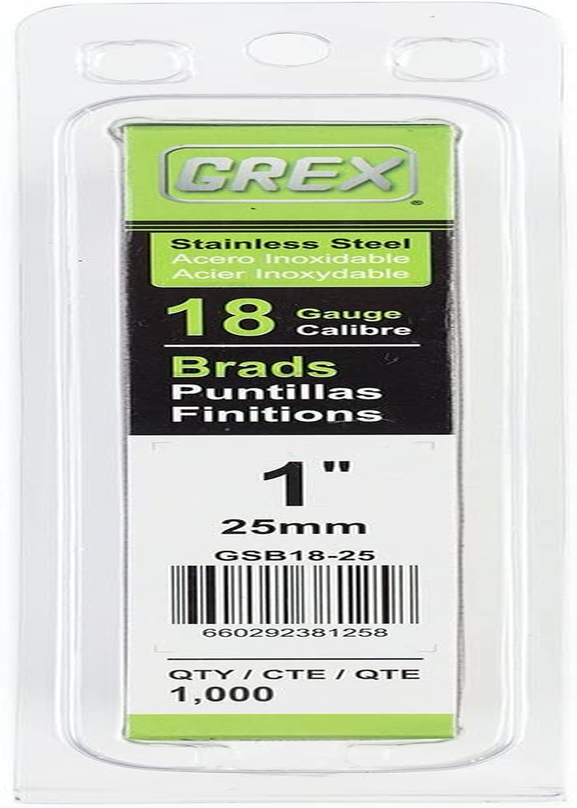 GREX®
Stainless Steel
Acero Inoxidable
Acier Inoxydable
18 Gauge
Calibre
Brads
Puntillas
Finitions
1"
25mm
GSB18-25
660292381258
QTY / CTE / QTE
1,000